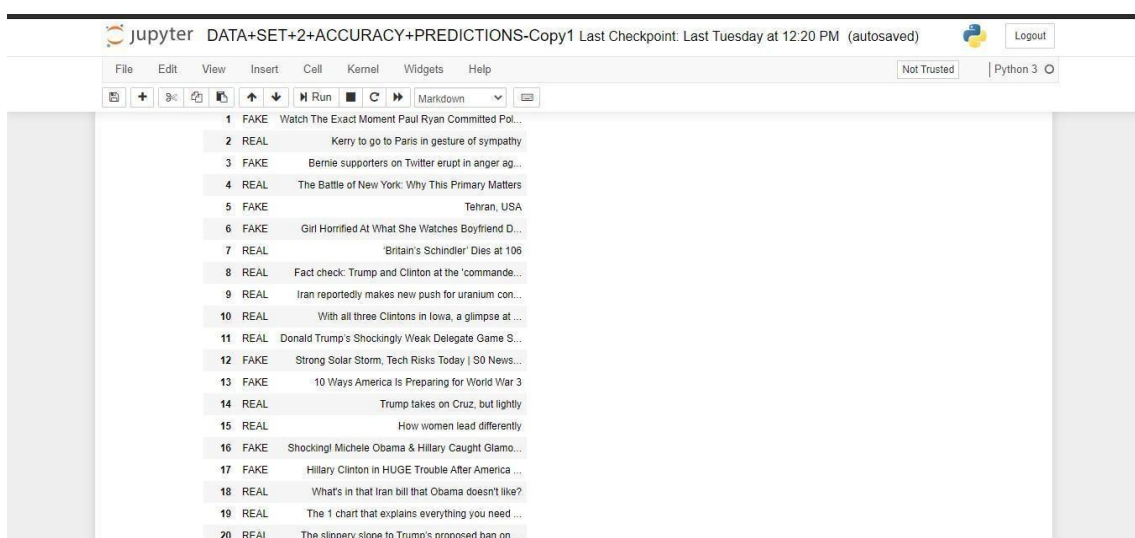 jupyter DATA+SET+2+ACCURACY+PREDICTIONS-Copy1 Last Checkpoint: Last Tuesday at 12:20 PM (autosaved) Logout
File Edit View Insert Cell Kernel Widgets Help Not Trusted Python 3
Run Markdown
1 FAKE Watch The Exact Moment Paul Ryan Committed Pol...
2 REAL Kerry to go to Paris in gesture of sympathy
3 FAKE Bernie supporters on Twitter erupt in anger ag...
4 REAL The Battle of New York: Why This Primary Matters
5 FAKE Tehran, USA
6 FAKE Girl Horrified At What She Watches Boyfriend D...
7 REAL ‘Britain’s Schindler’ Dies at 106
8 REAL Fact check: Trump and Clinton at the 'commande...
9 REAL Iran reportedly makes new push for uranium con...
10 REAL With all three Clintons in Iowa, a glimpse at ...
11 REAL Donald Trump’s Shockingly Weak Delegate Game S...
12 FAKE Strong Solar Storm, Tech Risks Today | S0 News...
13 FAKE 10 Ways America Is Preparing for World War 3
14 REAL Trump takes on Cruz, but lightly
15 REAL How women lead differently
16 FAKE Shocking! Michele Obama & Hillary Caught Glamo...
17 FAKE Hillary Clinton in HUGE Trouble After America ...
18 REAL What's in that Iran bill that Obama doesn't like?
19 REAL The 1 chart that explains everything you need ...
20 REAL The slippery slope to Trump’s proposed ban on...